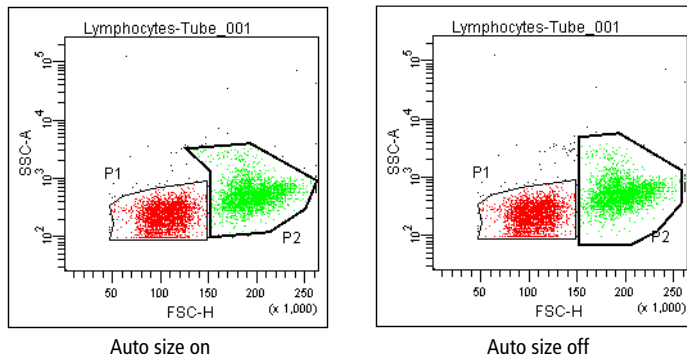 Lymphocytes-Tube_001
SSC-A
10^5
10^4
10^3
10^2
P1
P2
50 100 150 200 250
(x 1,000)
FSC-H
Auto size on
Lymphocytes-Tube_001
SSC-A
10^5
10^4
10^3
10^2
P1
P2
50 100 150 200 250
(x 1,000)
FSC-H
Auto size off